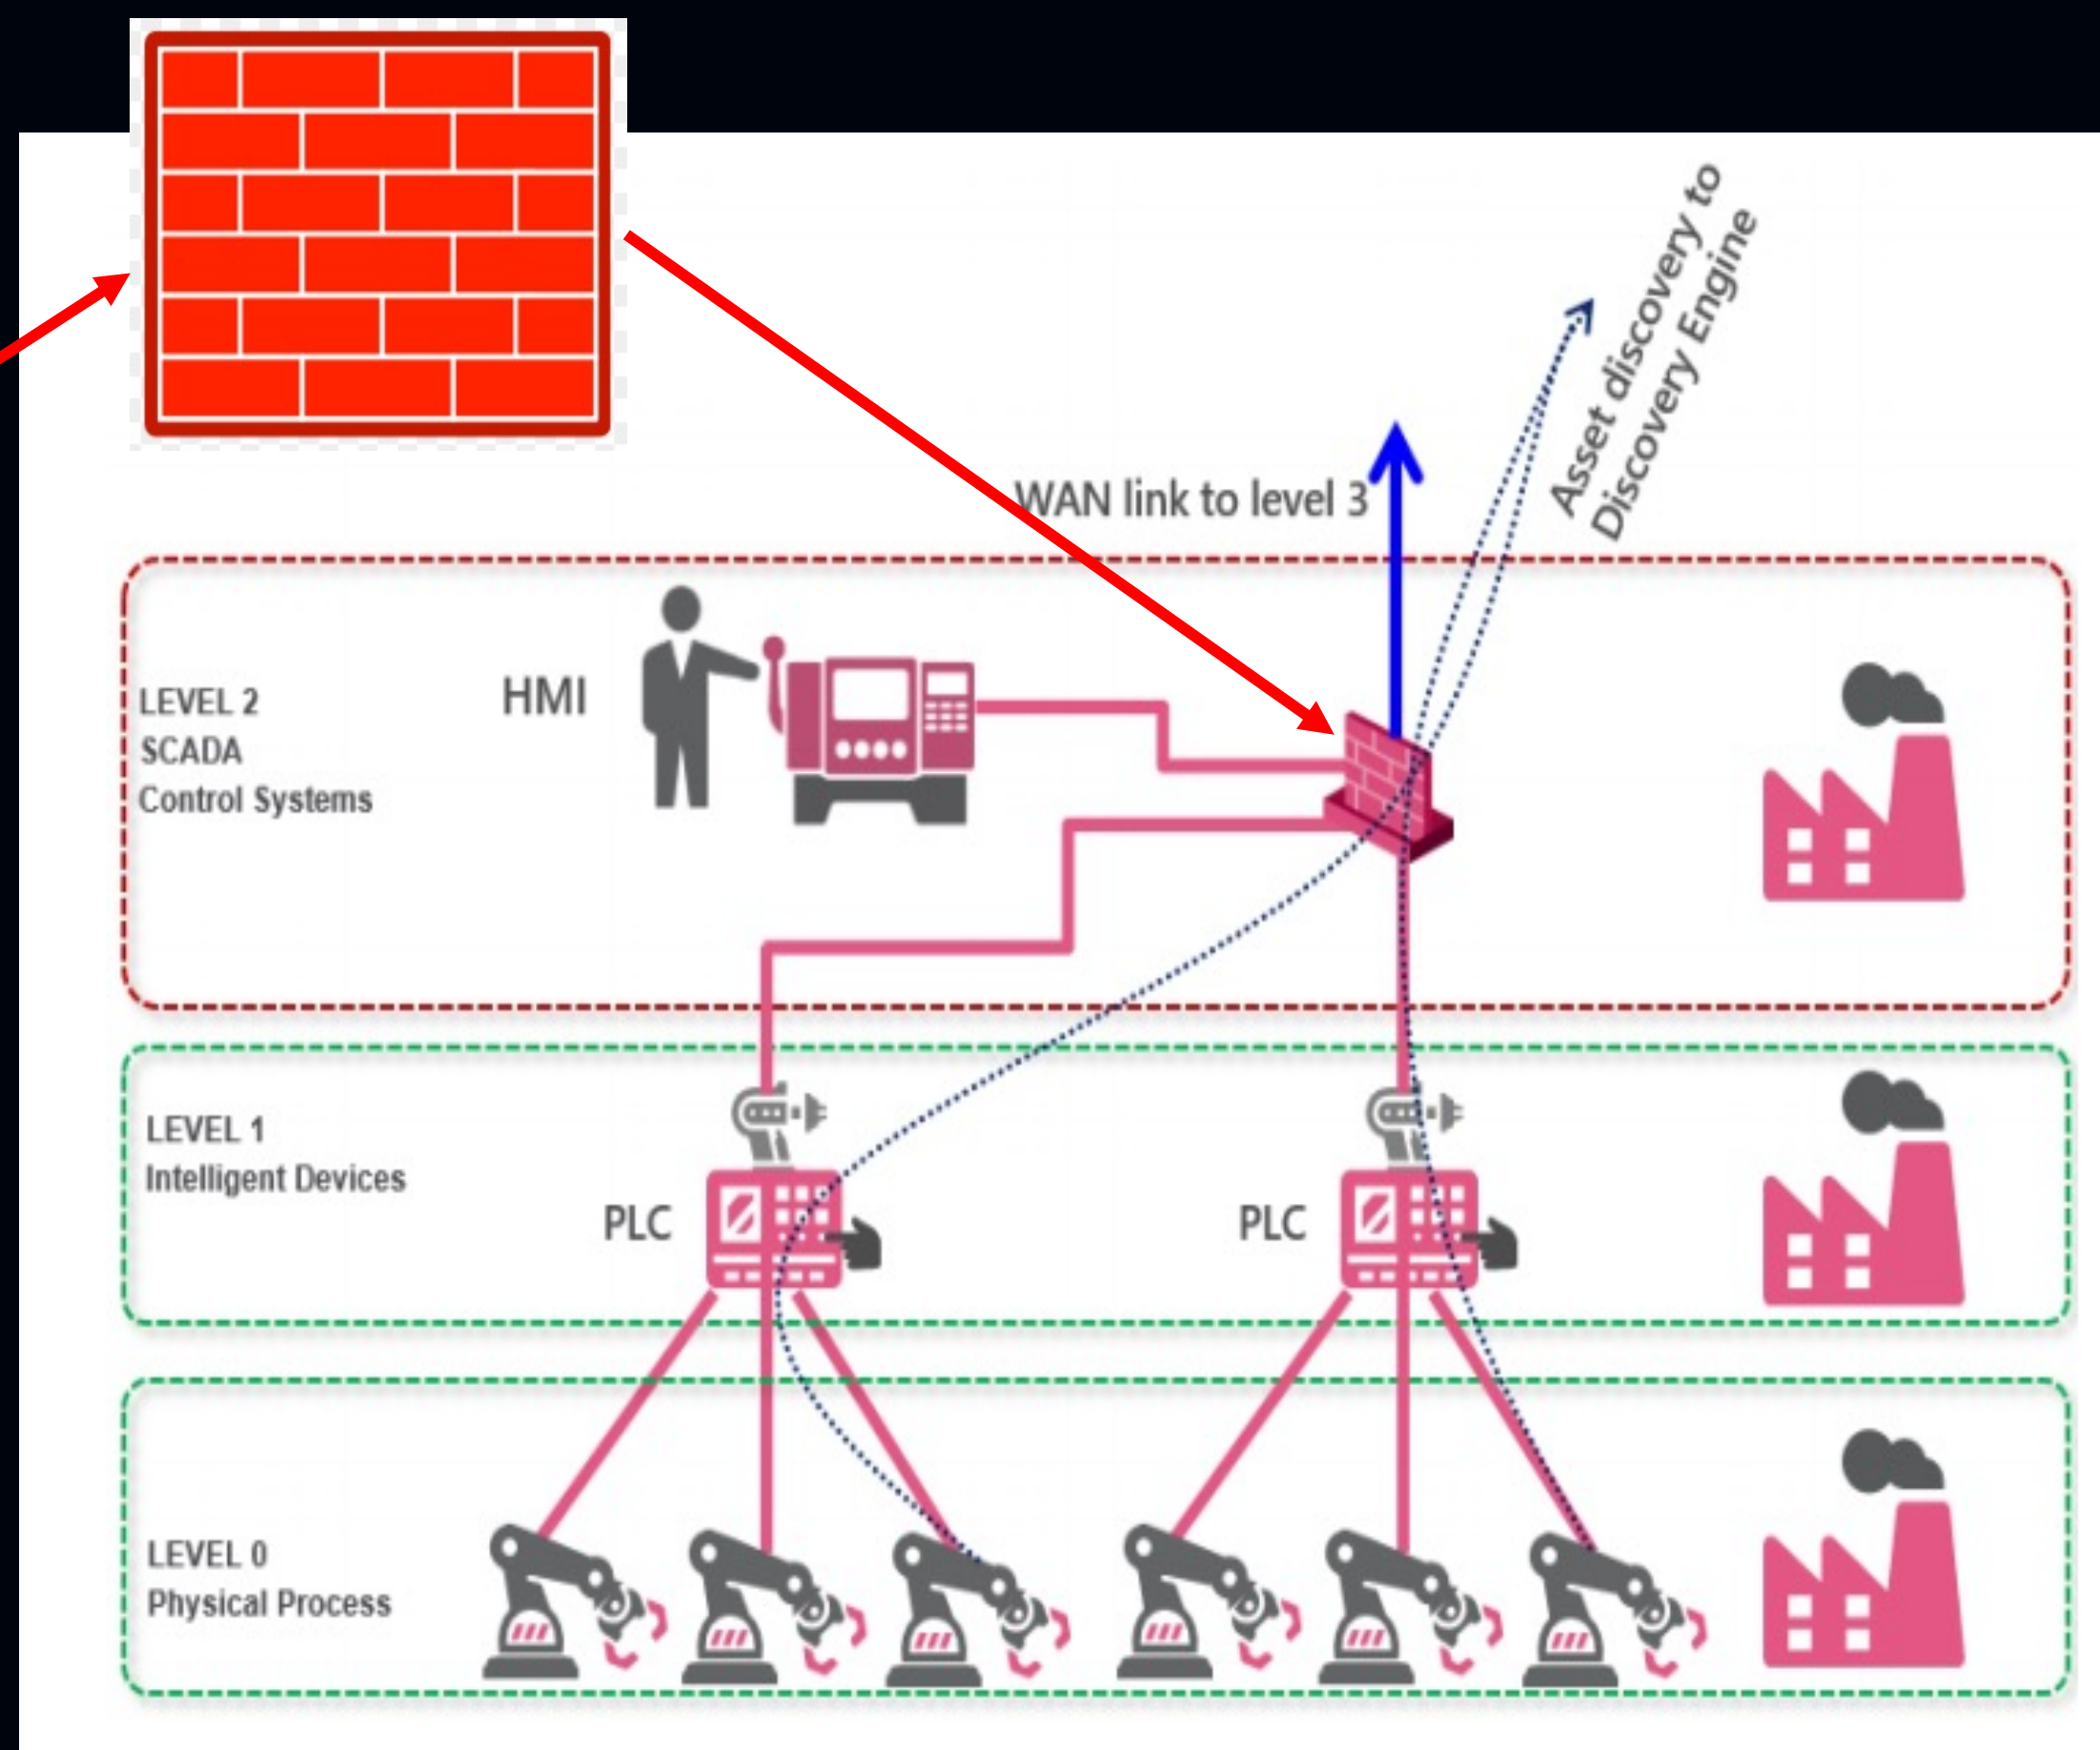 Asset discovery to
Discovery Engine
WAN link to level 3
LEVEL 2
SCADA
Control Systems
HMI
LEVEL 1
Intelligent Devices
PLC
PLC
LEVEL 0
Physical Process